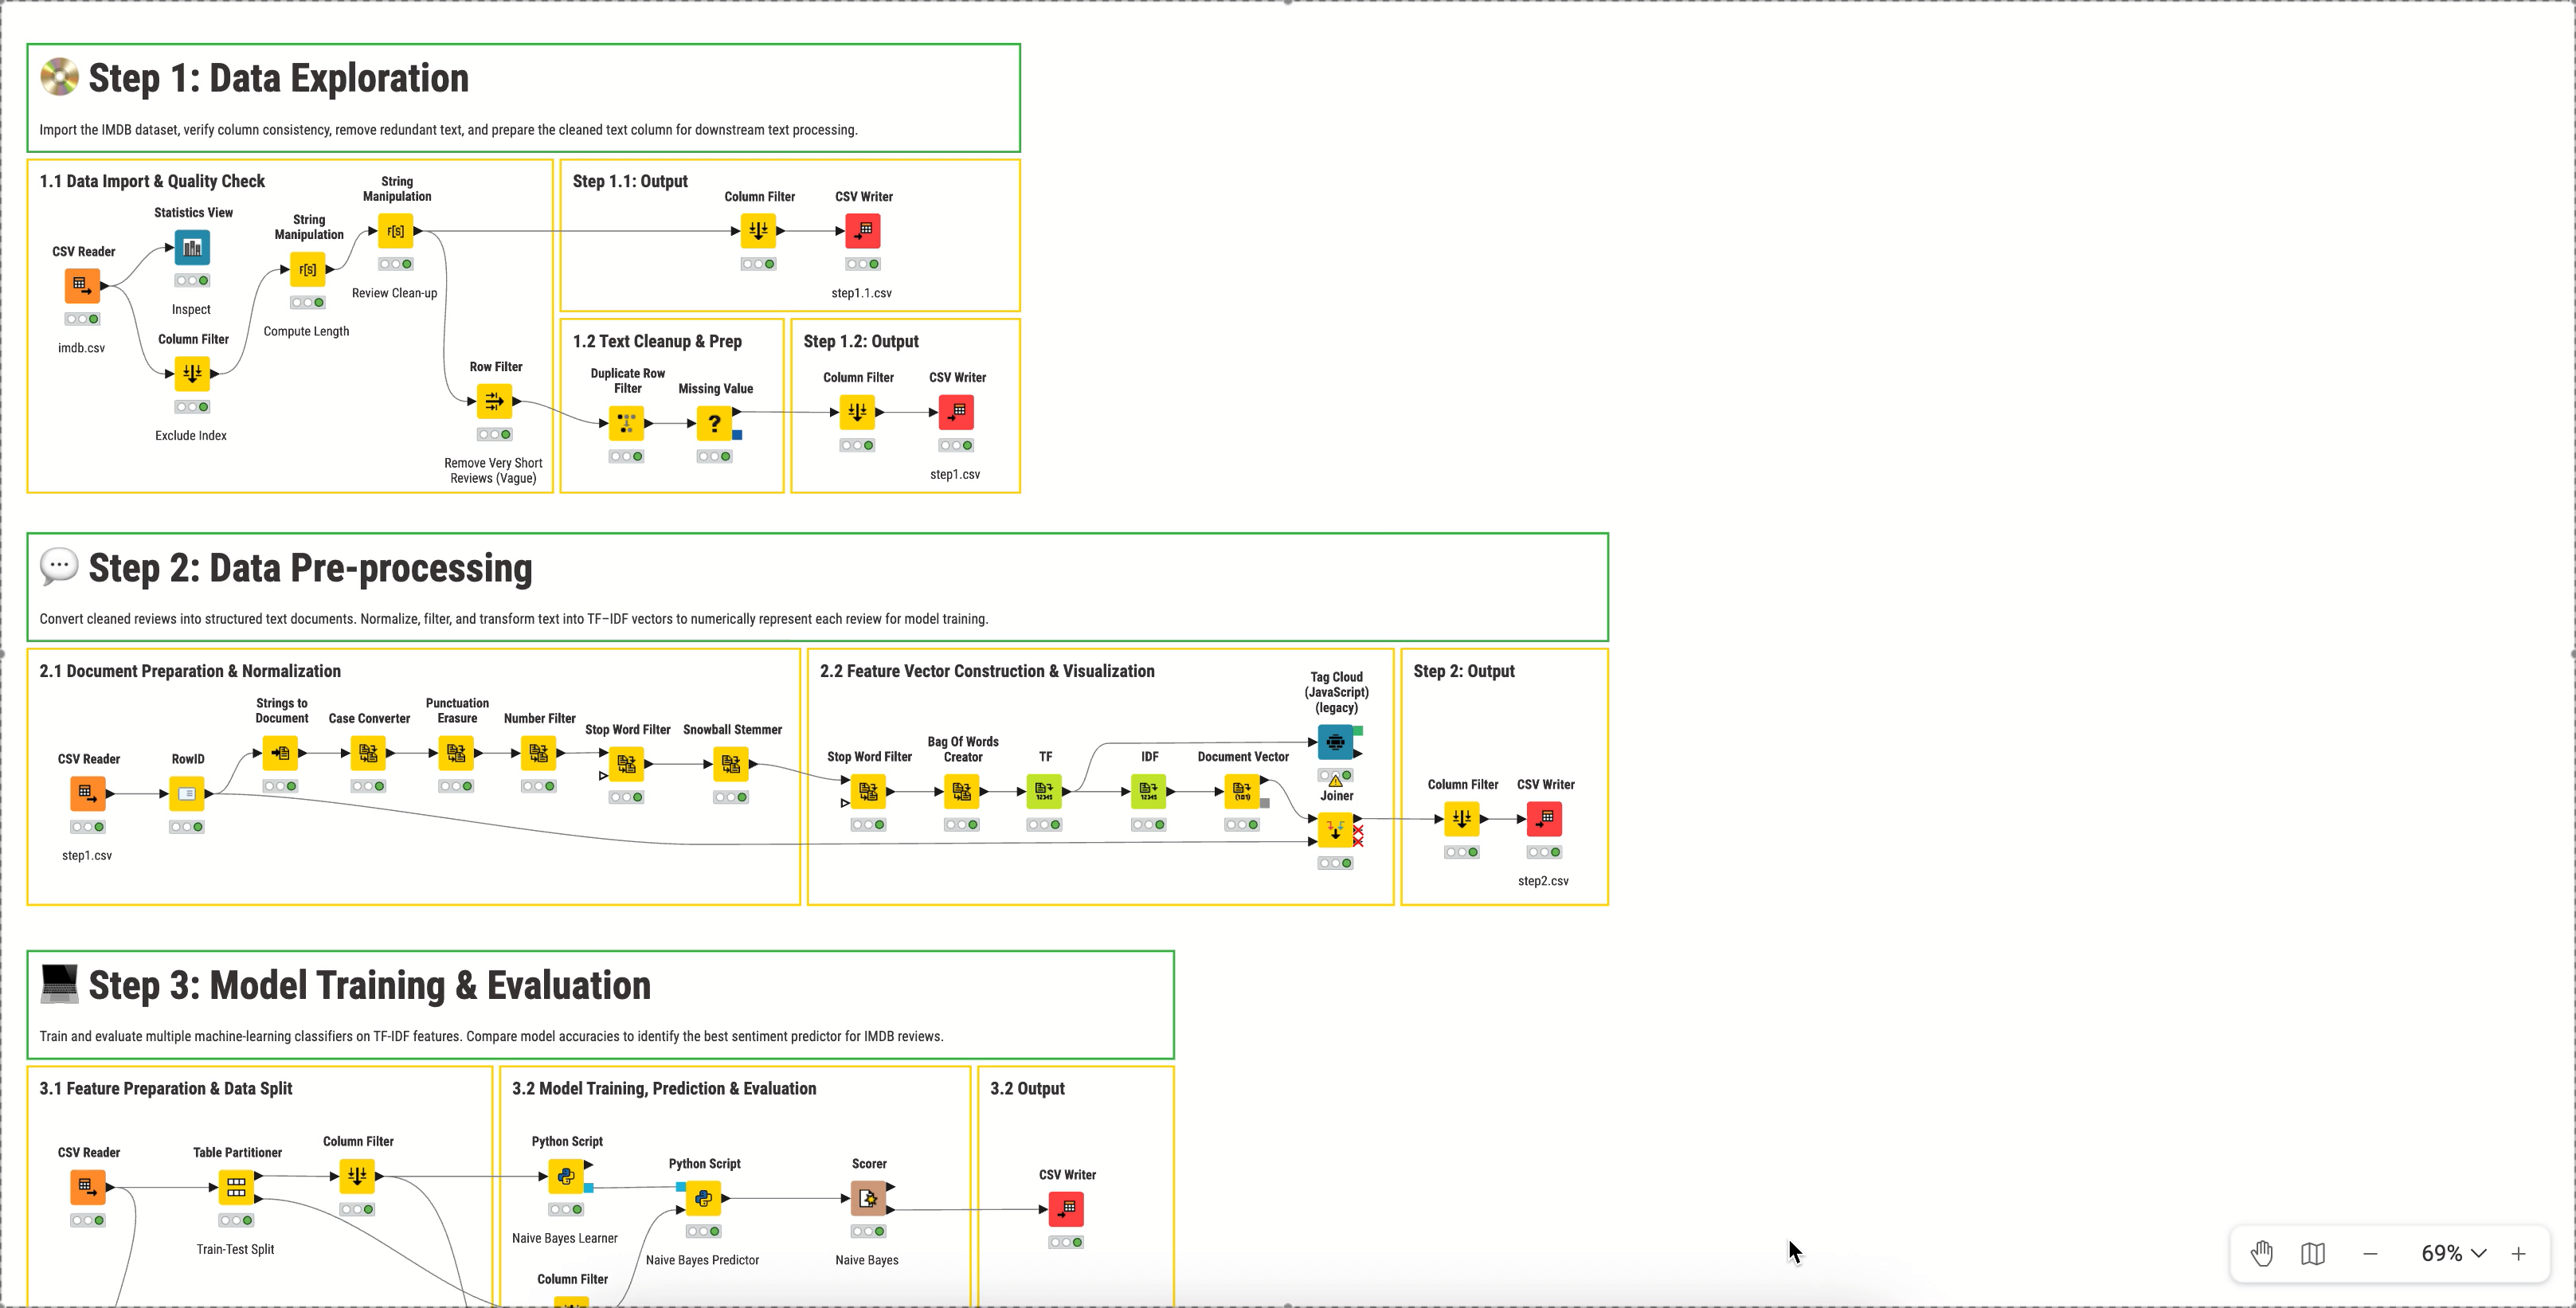 Step 1: Data Exploration
Import the IMDB dataset, verify column consistency, remove redundant text, and prepare the cleaned text column for downstream text processing.
1.1 Data Import & Quality Check
String
Manipulation
Statistics View
String
Manipulation
CSV Reader
F[S]
F[S]
Review Clean-up
Inspect
Compute Length
Column Filter
imdb.csv
Row Filter
Exclude Index
Remove Very Short
Reviews (Vague)
Step 1.1: Output
Column Filter
CSV Writer
step1.1.csv
1.2 Text Cleanup & Prep
Duplicate Row
Filter
Missing Value
?
Step 1.2: Output
Column Filter
CSV Writer
step1.csv
Step 2: Data Pre-processing
Convert cleaned reviews into structured text documents. Normalize, filter, and transform text into TF–IDF vectors to numerically represent each review for model training.
2.1 Document Preparation & Normalization
Strings to
Document
Case Converter
Punctuation
Erasure
Number Filter
Stop Word Filter
Snowball Stemmer
CSV Reader
RowID
step1.csv
2.2 Feature Vector Construction & Visualization
Tag Cloud
(JavaScript)
(legacy)
Stop Word Filter
Bag Of Words
Creator
TF
IDF
Document Vector
12345
12345
Joiner
Step 2: Output
Column Filter
CSV Writer
step2.csv
Step 3: Model Training & Evaluation
Train and evaluate multiple machine-learning classifiers on TF-IDF features. Compare model accuracies to identify the best sentiment predictor for IMDB reviews.
3.1 Feature Preparation & Data Split
CSV Reader
Table Partitioner
Column Filter
Train-Test Split
3.2 Model Training, Prediction & Evaluation
Python Script
Python Script
Scorer
Naive Bayes Learner
Naive Bayes Predictor
Naive Bayes
Column Filter
3.2 Output
CSV Writer
69%